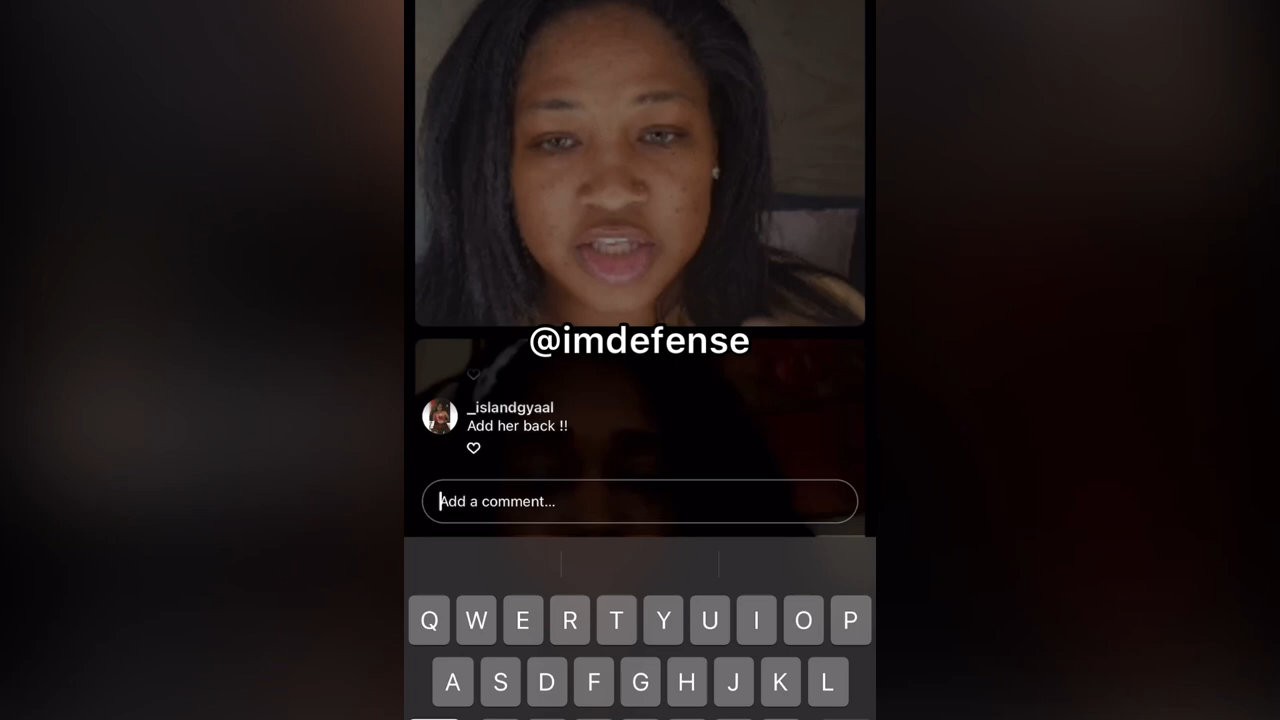 @imdefense
_islandgyaal
Add her back !!
Add a comment...
Q W E R T Y U I O P
A S D F G H J K L